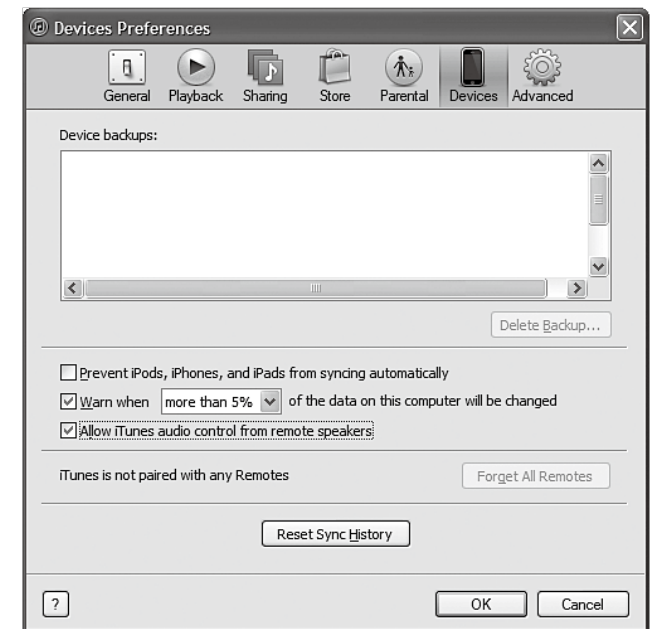 Devices Preferences
General Playback Sharing Store Parental Devices Advanced
Device backups:
Delete Backup...
Prevent iPods, iPhones, and iPads from syncing automatically
Warn when more than 5% of the data on this computer will be changed
Allow iTunes audio control from remote speakers
iTunes is not paired with any Remotes Forget All Remotes
Reset Sync History
? OK Cancel